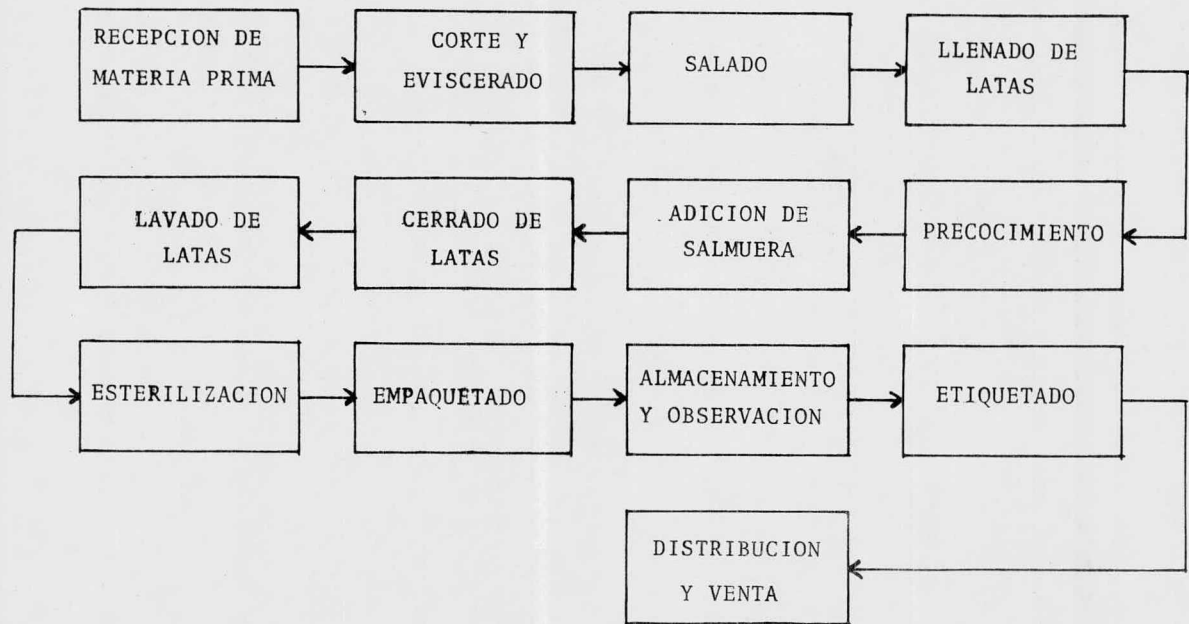 RECEPCION DE
MATERIA PRIMA
CORTE Y
EVISCERADO
SALADO
LLENADO DE
LATAS
PRECOCIMIENTO
ADICION DE
SALMUERA
CERRADO DE
LATAS
LAVADO DE
LATAS
ESTERILIZACION
EMPAQUETADO
ALMACENAMIENTO
Y OBSERVACION
ETIQUETADO
DISTRIBUCION
Y VENTA